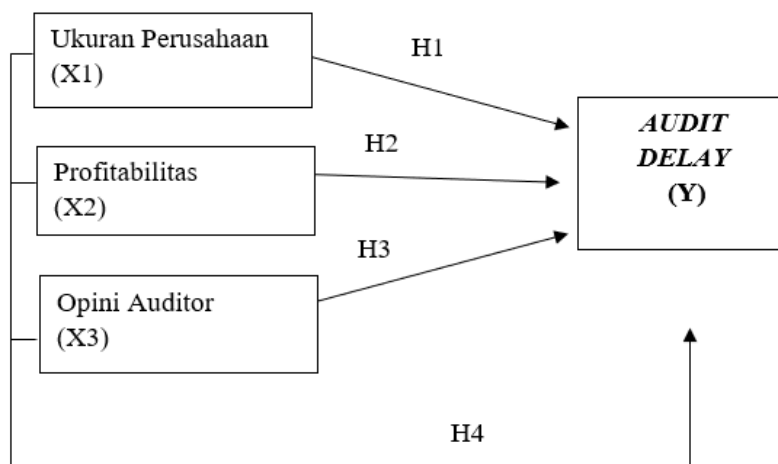 Ukuran Perusahaan
(X1)
H1
AUDIT
DELAY
(Y)
H2
Profitabilitas
(X2)
H3
Opini Auditor
(X3)
H4